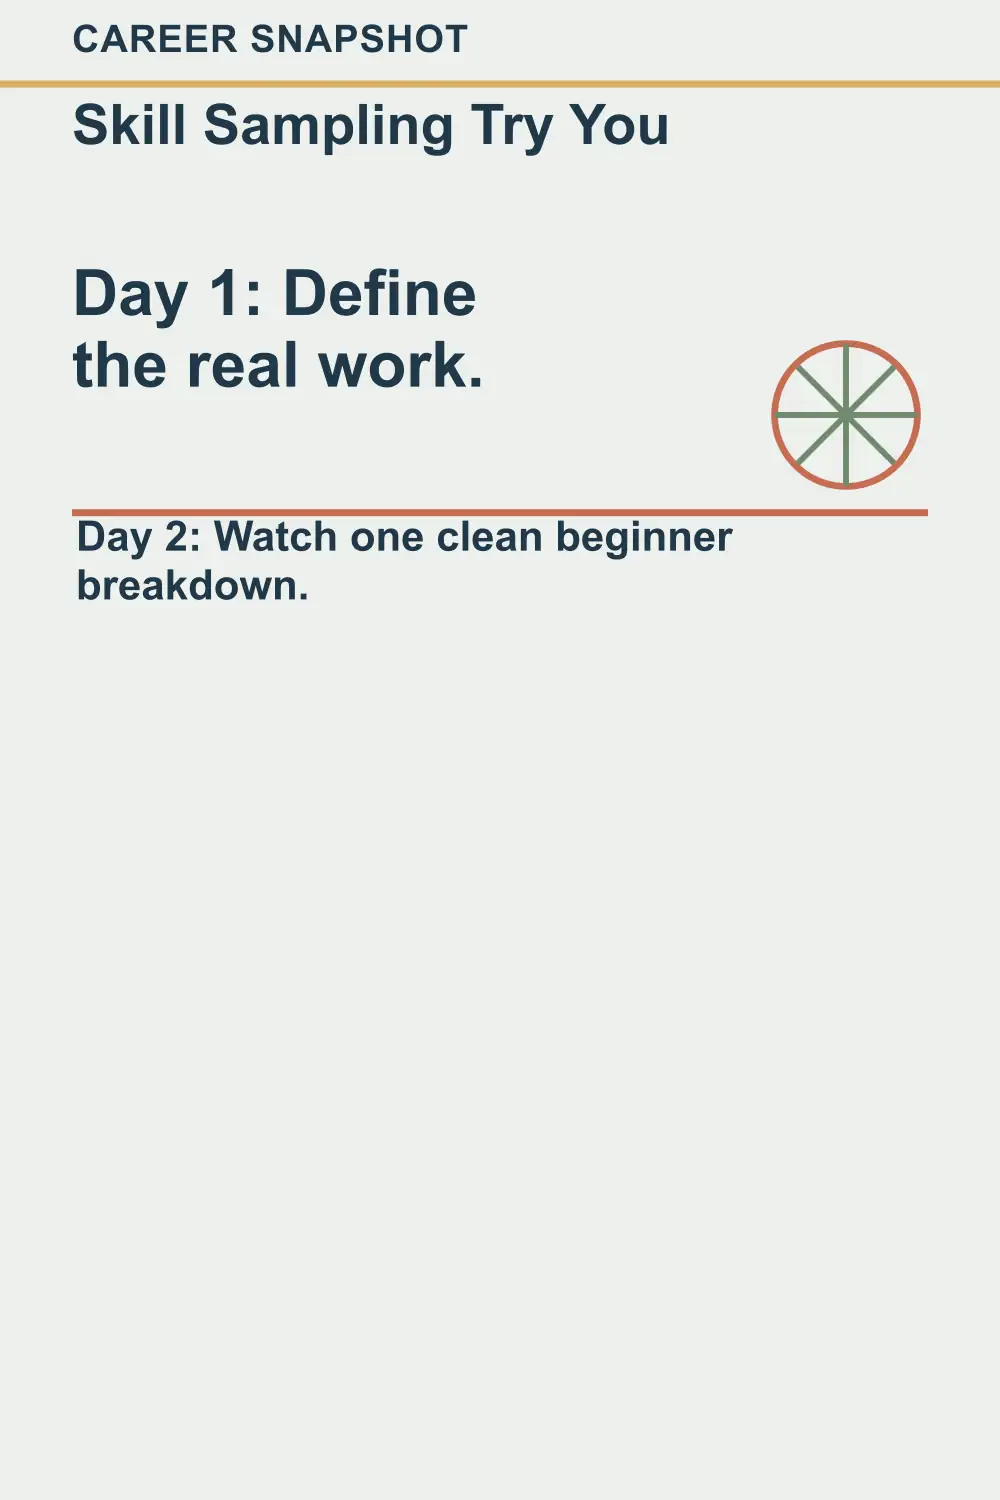 CAREER SNAPSHOT
Skill Sampling Try You
Day 1: Define
the real work.
Day 2: Watch one clean beginner
breakdown.